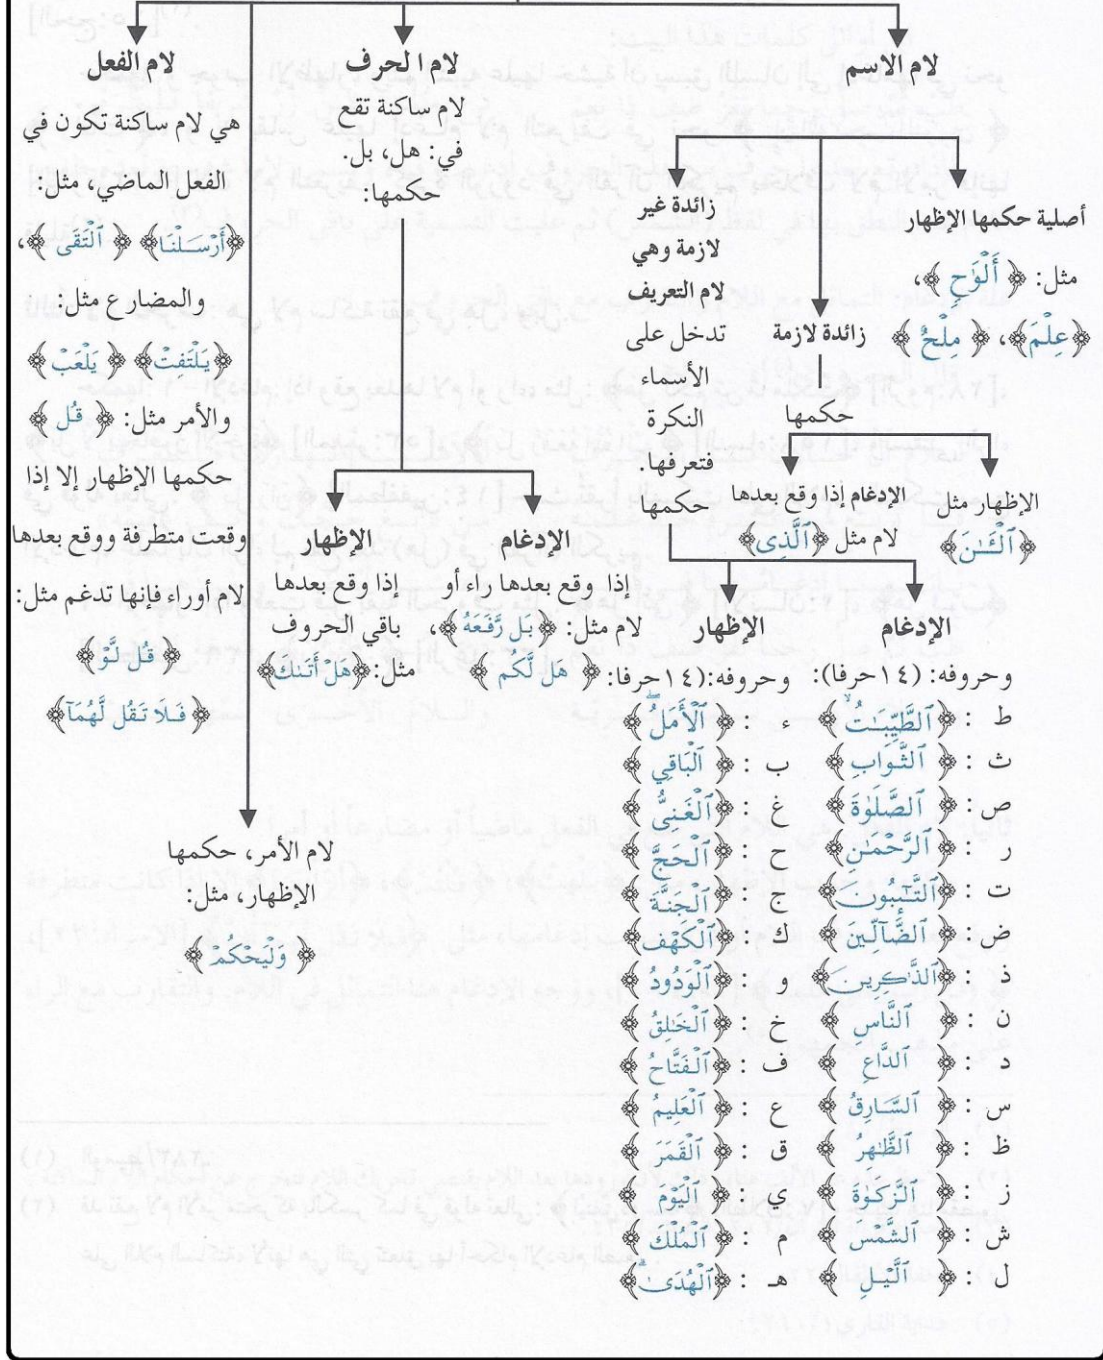 لام الاسم
أصلية حكمها الإظهار
مثل: ﴿ أَلْوَٰحٍ ﴾،
﴿عِلْمَ﴾، ﴿ مِلْحٌ ﴾
زائدة لازمة
حكمها
الإظهار مثل
﴿ٱلْـَٰٔنَ﴾
الإدغام إذا وقع بعدها
لام مثل ﴿ٱلَّذِى﴾
زائدة غير
لازمة وهي
لام التعريف
تدخل على
الأسماء
النكرة
فتعرفها.
حكمها
الإدغام
وحروفه: (١٤حرفا):
ط : ﴿ٱلطَّيِّبَـٰتُ﴾
ث : ﴿ ٱلثَّوَابِ ﴾
ص : ﴿ ٱلصَّلَوٰةَ ﴾
ر : ﴿ ٱلرَّحْمَـٰنِ ﴾
ت : ﴿ٱلتَّـٰٓئِبُونَ﴾
ض : ﴿ ٱلضَّآلِّينَ ﴾
ذ : ﴿ٱلذَّٰكِرِينَ﴾
ن : ﴿ ٱلنَّاسِ ﴾
د : ﴿ ٱلدَّاعِ ﴾
س : ﴿ ٱلسَّارِقُ ﴾
ظ : ﴿ ٱلظَّـٰهِرُ ﴾
ز : ﴿ ٱلزَّكَوٰةَ ﴾
ش : ﴿ ٱلشَّمْسَ ﴾
ل : ﴿ ٱلَّيْلِ ﴾
الإظهار
وحروفه:(١٤حرفا:
ء : ﴿ ٱلْأَمَلُ ﴾
ب : ﴿ ٱلْبَاقِي ﴾
غ : ﴿ ٱلْغَنِىُّ ﴾
ح : ﴿ ٱلْحَجَّ ﴾
ج : ﴿ ٱلْجَنَّةَ ﴾
ك : ﴿ٱلْكَهْفِ﴾
و : ﴿ٱلْوَدُودُ ﴾
خ : ﴿ ٱلْخَـٰلِقُ ﴾
ف : ﴿ٱلْفَتَّاحُ ﴾
ع : ﴿ ٱلْعَلِيمُ ﴾
ق : ﴿ ٱلْقَمَرَ ﴾
ي : ﴿ ٱلْيَوْمِ ﴾
م : ﴿ ٱلْمُلْكَ ﴾
هـ : ﴿ٱلْهُدَىٰ﴾
لام الحرف
لام ساكنة تقع
في: هل، بل.
حكمها:
الإدغام
إذا وقع بعدها راء أو
لام مثل: ﴿بَل رَّفَعَهُ﴾،
﴿ هَل لَّكُم ﴾
الإظهار
إذا وقع بعدها
باقي الحروف
مثل:﴿هَلْ أَتَىٰكَ﴾
لام الأمر، حكمها
الإظهار، مثل:
﴿ وَلْيَحْكُمْ ﴾
لام الفعل
هي لام ساكنة تكون في
الفعل الماضي، مثل:
﴿أَرْسَلْنَا﴾ ﴿ ٱلْتَقَى ﴾،
والمضارع مثل:
﴿يَلْتَفِتْ﴾ ﴿ يَلْعَبْ ﴾
والأمر مثل: ﴿ قُل ﴾
حكمها الإظهار إلا إذا
وقعت متطرفة ووقع بعدها
لام أوراء فإنها تدغم مثل:
﴿ قُل لَّوْ ﴾
﴿ فَلَا تَقُل لَّهُمَآ﴾